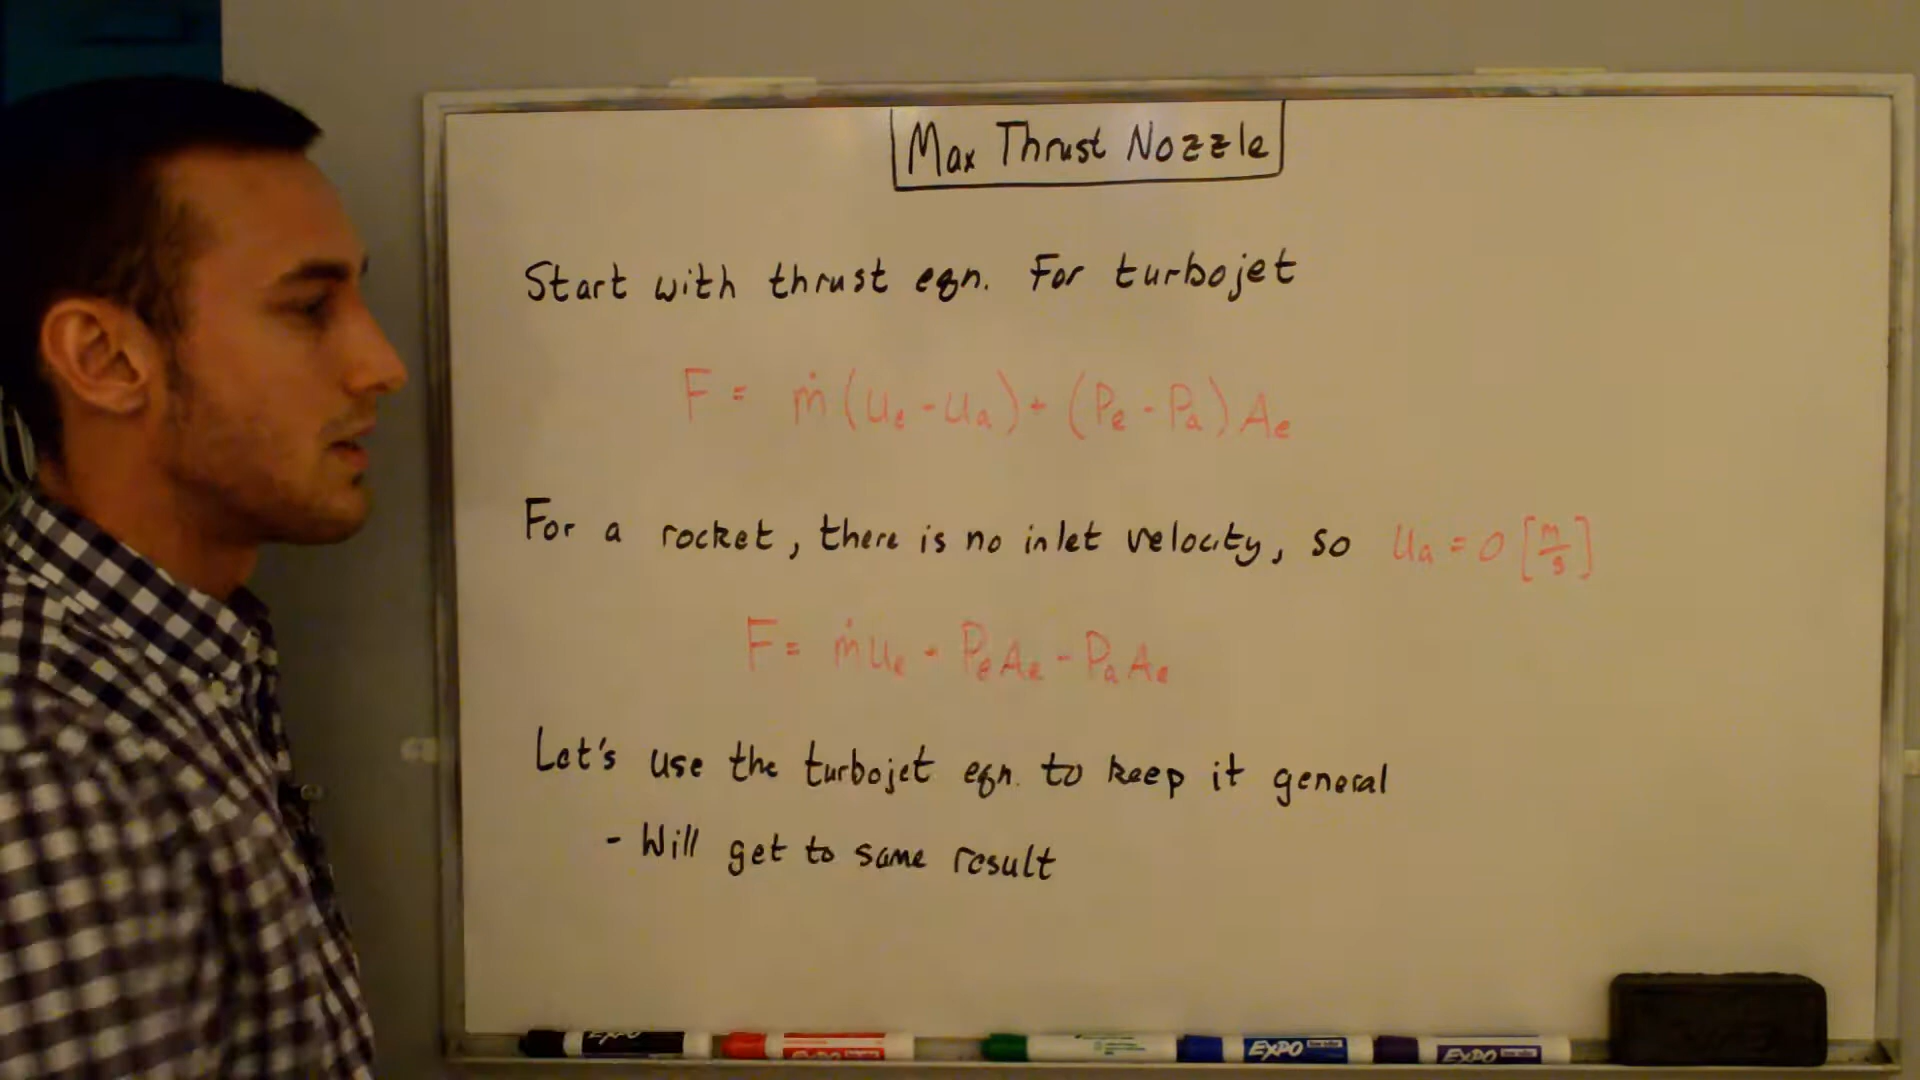 Max Thrust Nozzle
Start with thrust eqn. For turbojet
F = ṁ(ue - ua) + (Pe - Pa)Ae
For a rocket, there is no inlet velocity, so ua = 0 [m/s]
F = ṁue + PeAe - PaAe
Let's use the turbojet eqn. to keep it general
- Will get to same result
EXPO EXPO EXPO EXPO